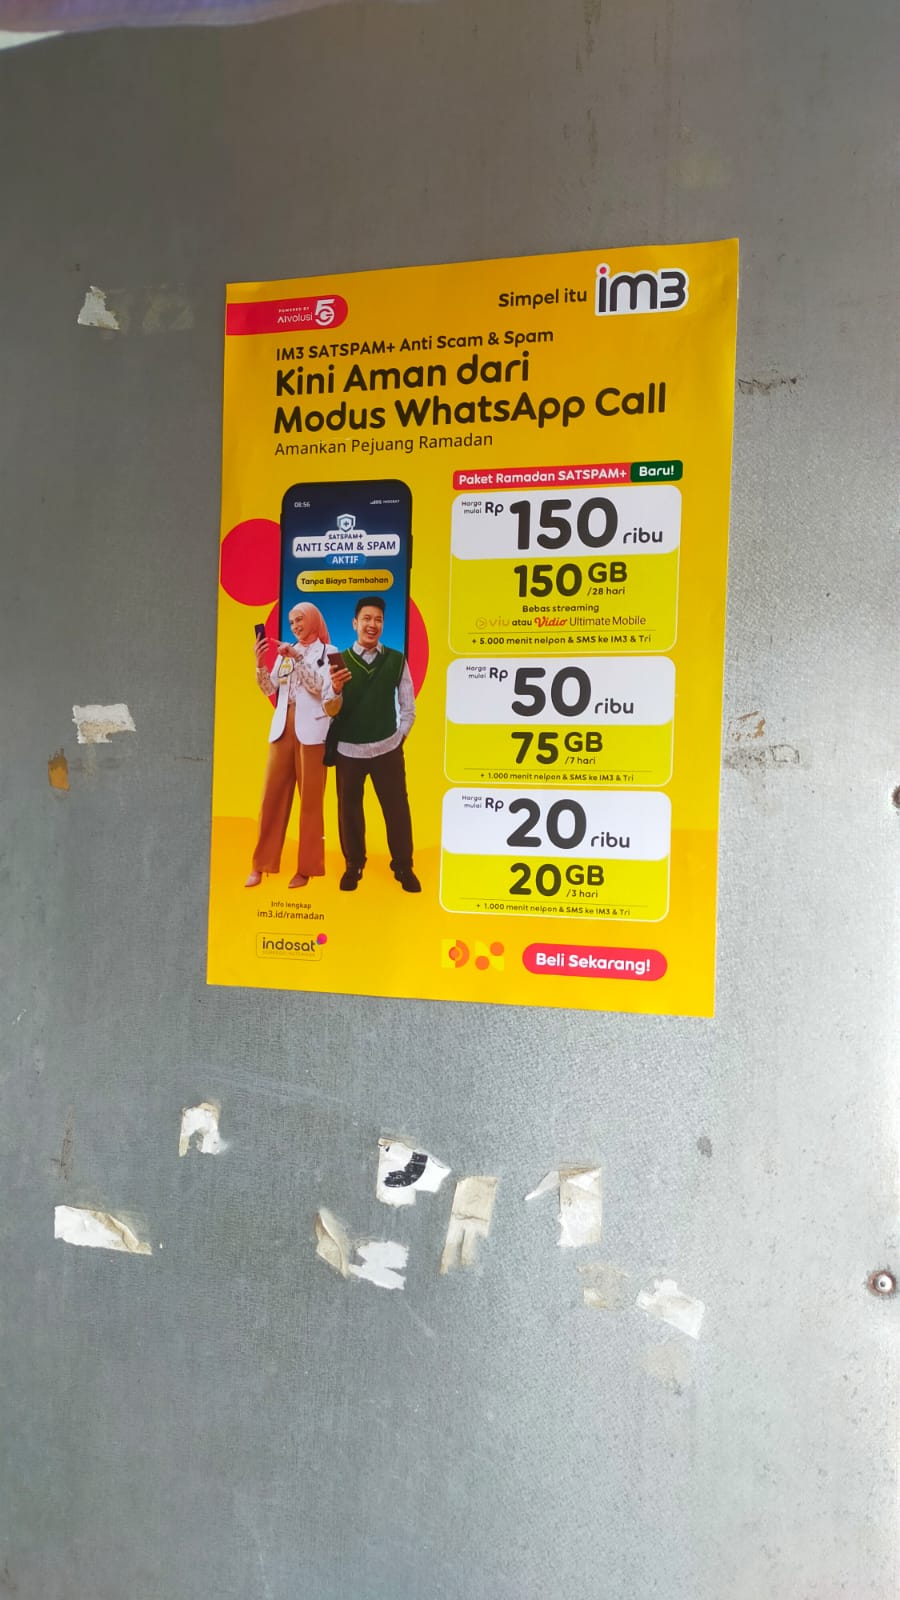 POWERED BY
AIvolusi 5G
Simpel itu im3
IM3 SATSPAM+ Anti Scam & Spam
Kini Aman dari
Modus WhatsApp Call
Amankan Pejuang Ramadan
08:56
INDOSAT
SATSPAM+
ANTI SCAM & SPAM
AKTIF
Tanpa Biaya Tambahan
Paket Ramadan SATSPAM+ Baru!
Harga mulai Rp 150 ribu
150 GB /28 hari
Bebas streaming
viu atau Vidio Ultimate Mobile
+ 5.000 menit nelpon & SMS ke IM3 & Tri
Harga mulai Rp 50 ribu
75 GB /7 hari
+ 1.000 menit nelpon & SMS ke IM3 & Tri
Harga mulai Rp 20 ribu
20 GB /3 hari
+ 1.000 menit nelpon & SMS ke IM3 & Tri
Info lengkap
im3.id/ramadan
indosat
OOREDOO HUTCHISON
Beli Sekarang!